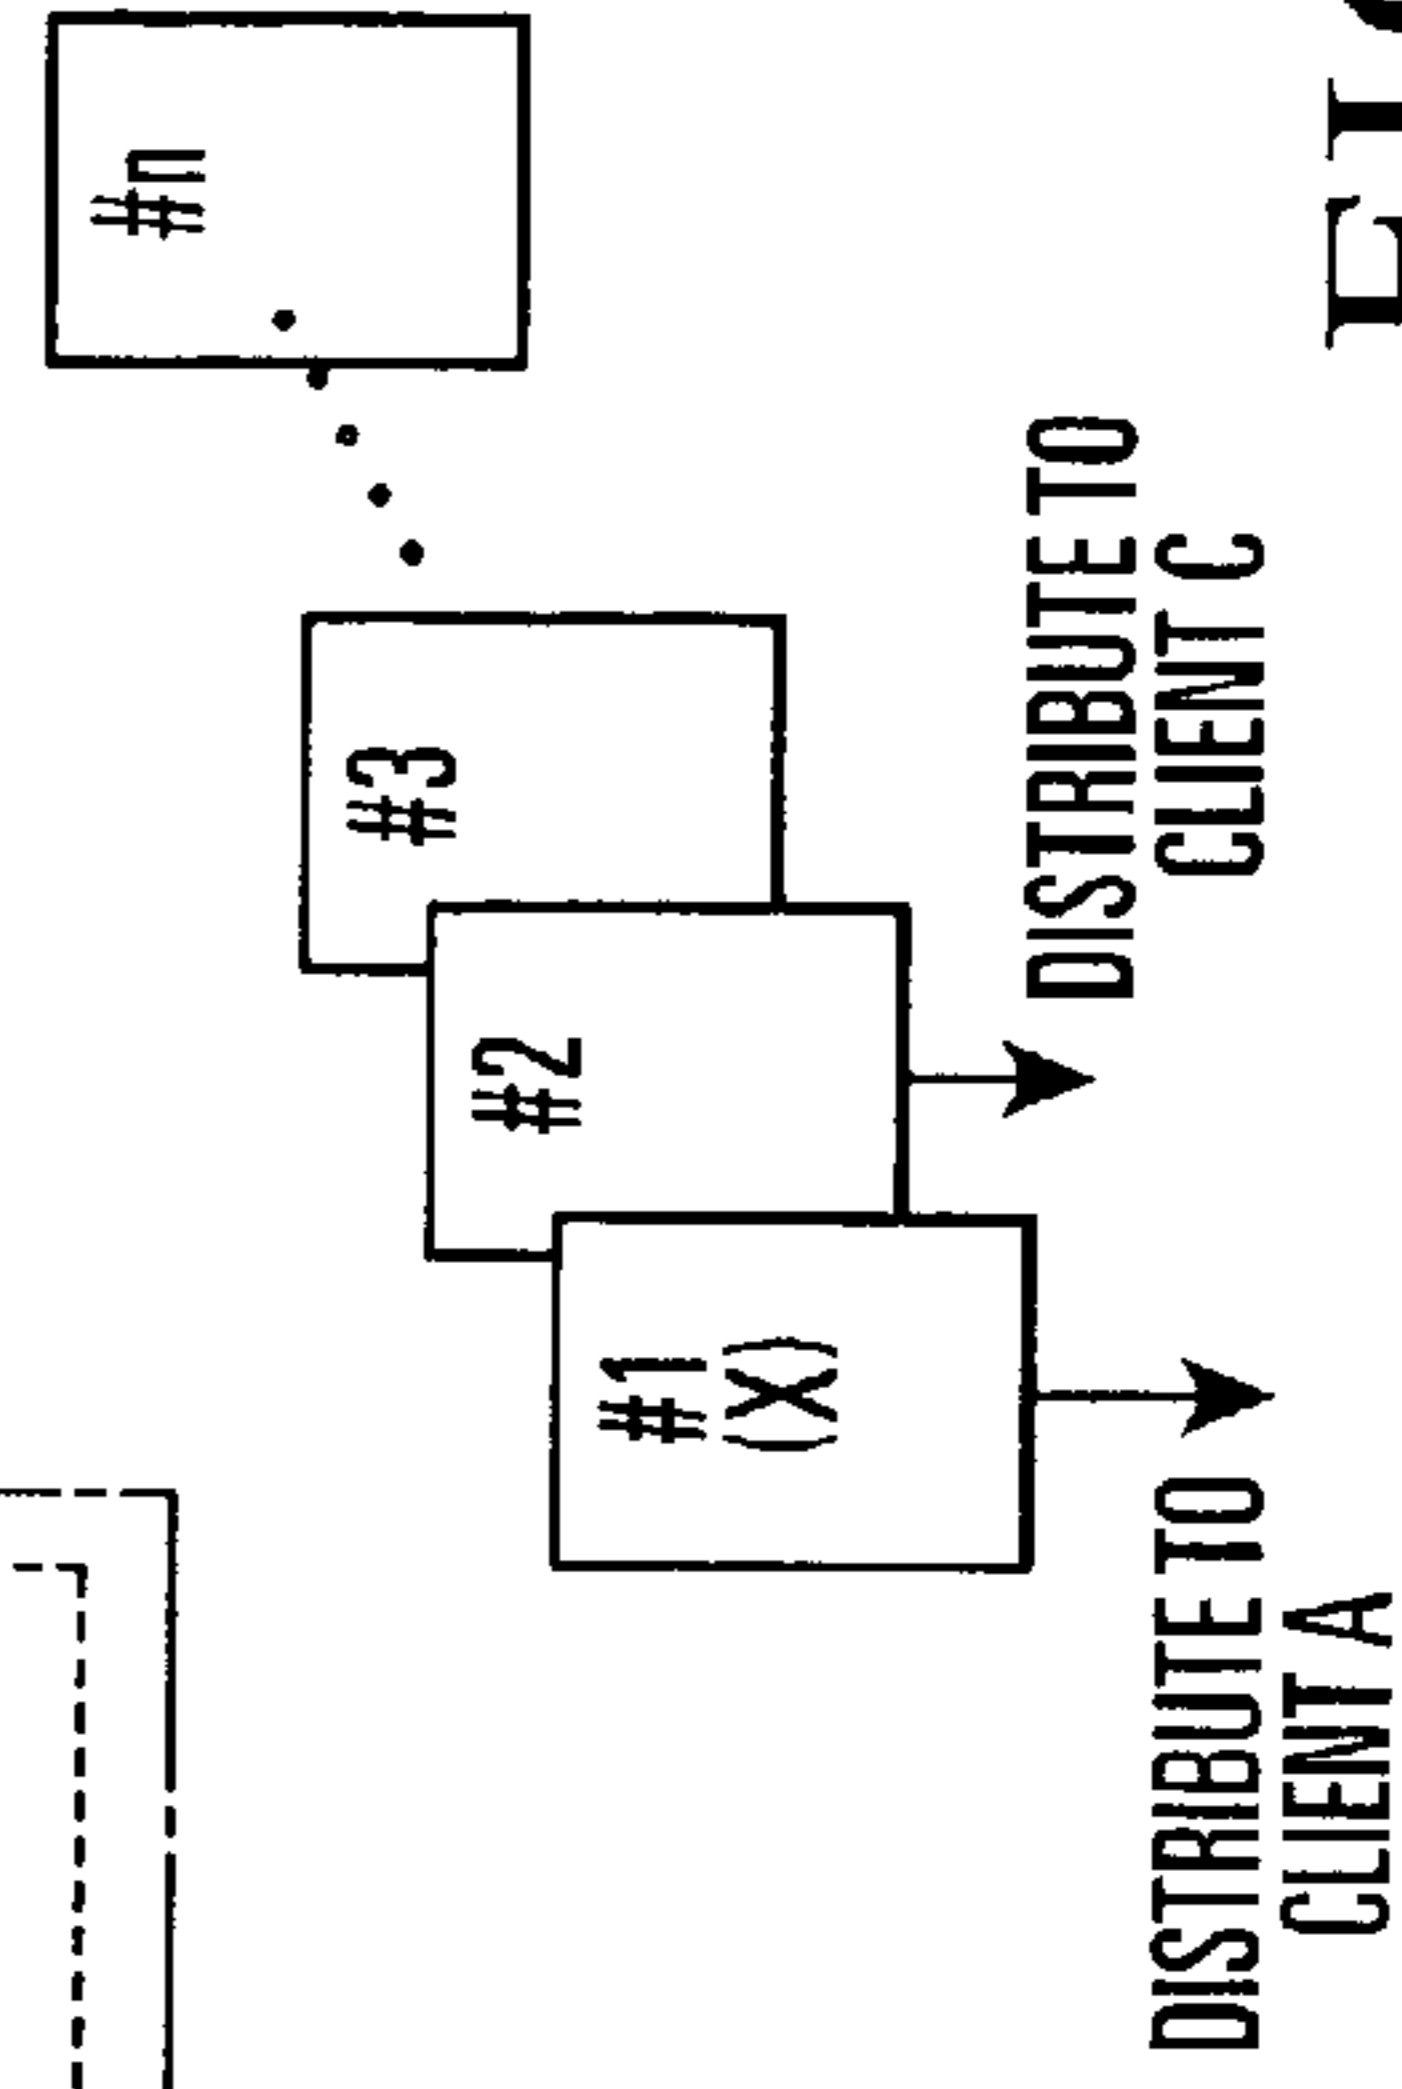 #1
(X)
#2
#3
#n
DISTRIBUTE TO
CLIENT A
DISTRIBUTE TO
CLIENT C